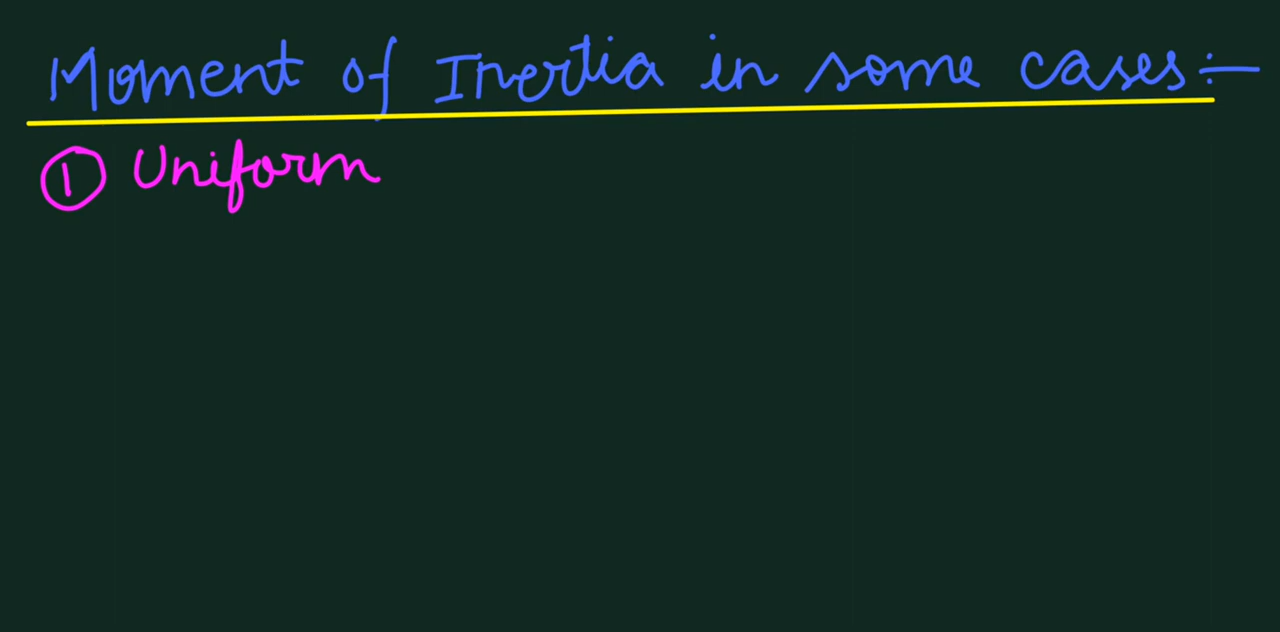 Moment of Inertia in some cases:—
① Uniform